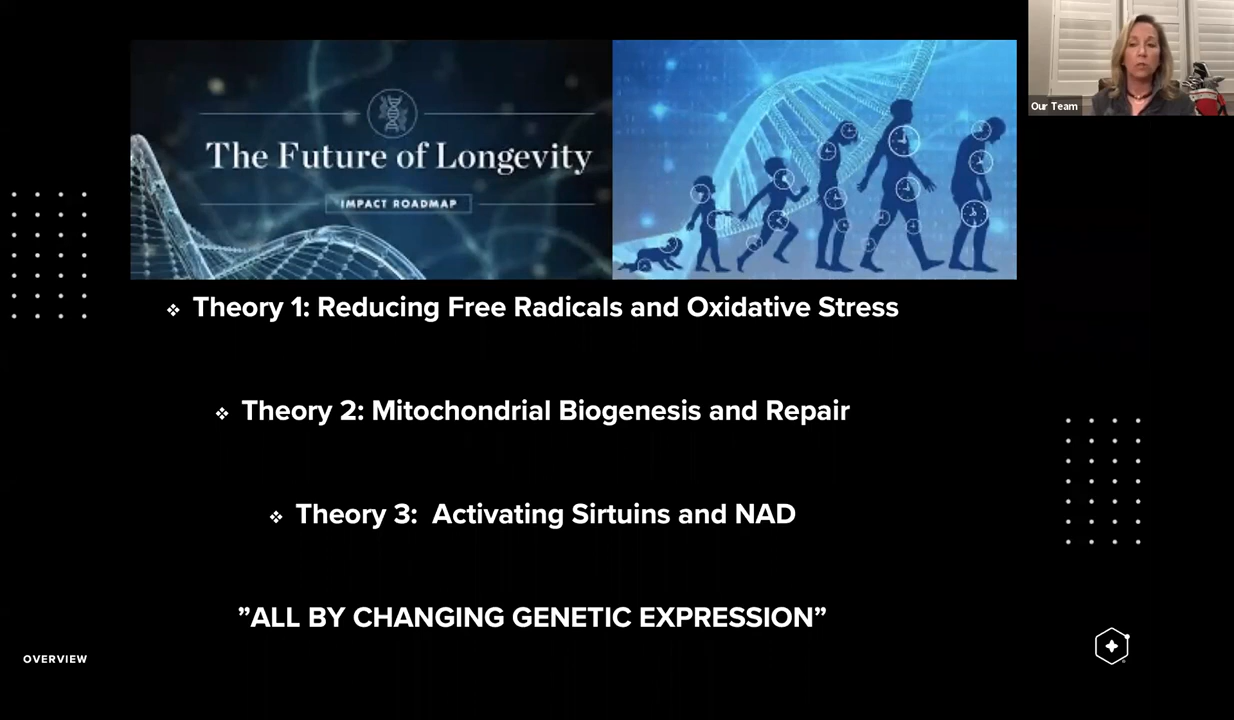 The Future of Longevity
IMPACT ROADMAP
Our Team
❖ Theory 1: Reducing Free Radicals and Oxidative Stress
❖ Theory 2: Mitochondrial Biogenesis and Repair
❖ Theory 3:  Activating Sirtuins and NAD
”ALL BY CHANGING GENETIC EXPRESSION”
OVERVIEW